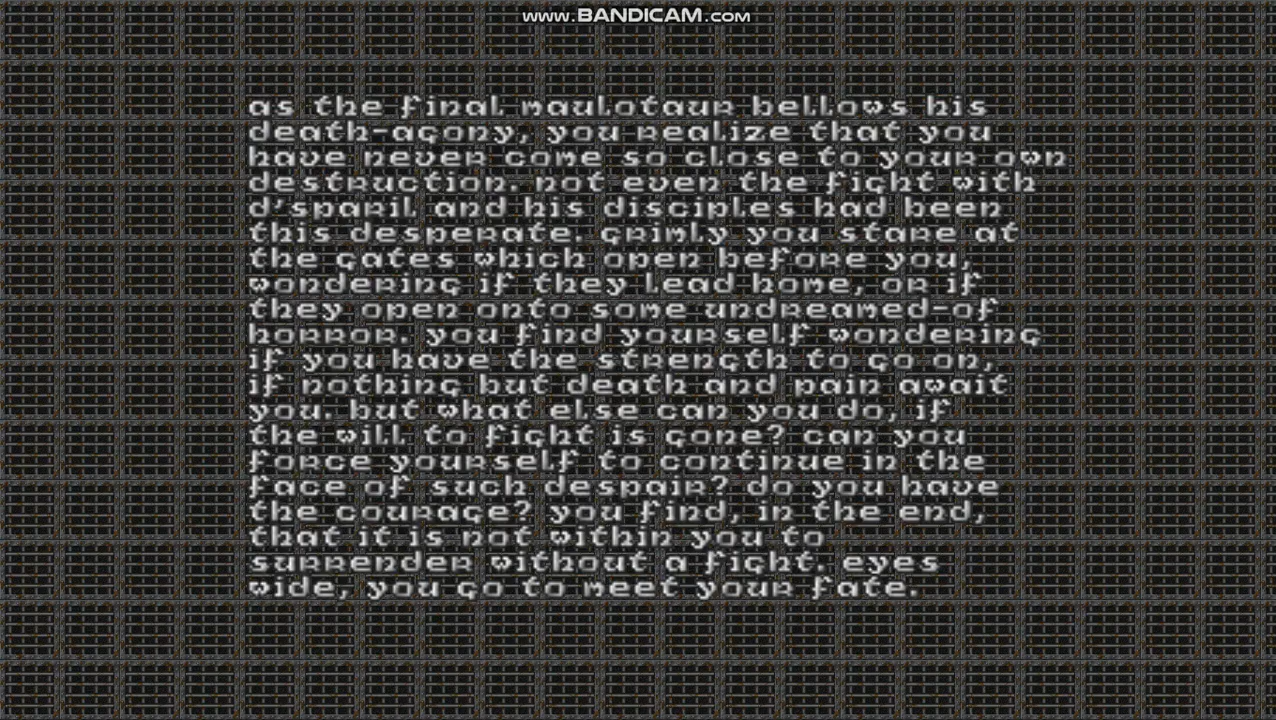 www.BANDICAM.com
as the final maulotaur bellows his
death-agony, you realize that you
have never come so close to your own
destruction. not even the fight with
d'sparil and his disciples had been
this desperate. grimly you stare at
the gates which open before you,
wondering if they lead home, or if
they open onto some undreamed-of
horror. you find yourself wondering
if you have the strength to go on,
if nothing but death and pain await
you. but what else can you do, if
the will to fight is gone? can you
force yourself to continue in the
face of such despair? do you have
the courage? you find, in the end,
that it is not within you to
surrender without a fight. eyes
wide, you go to meet your fate.